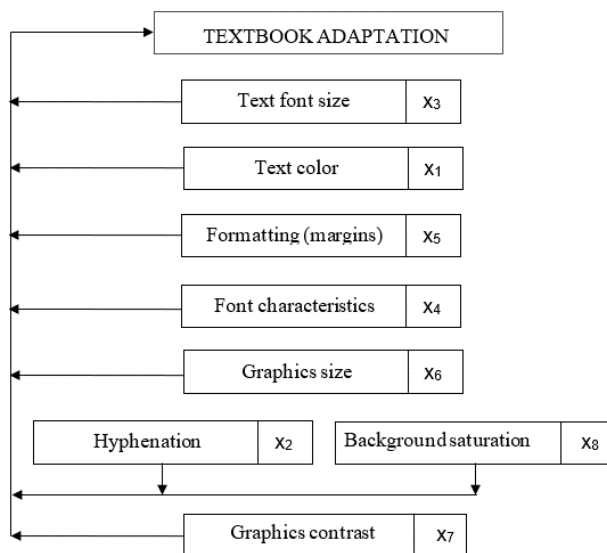 TEXTBOOK ADAPTATION
Text font size x₃
Text color x₁
Formatting (margins) x₅
Font characteristics x₄
Graphics size x₆
Hyphenation x₂ Background saturation x₈
Graphics contrast x₇